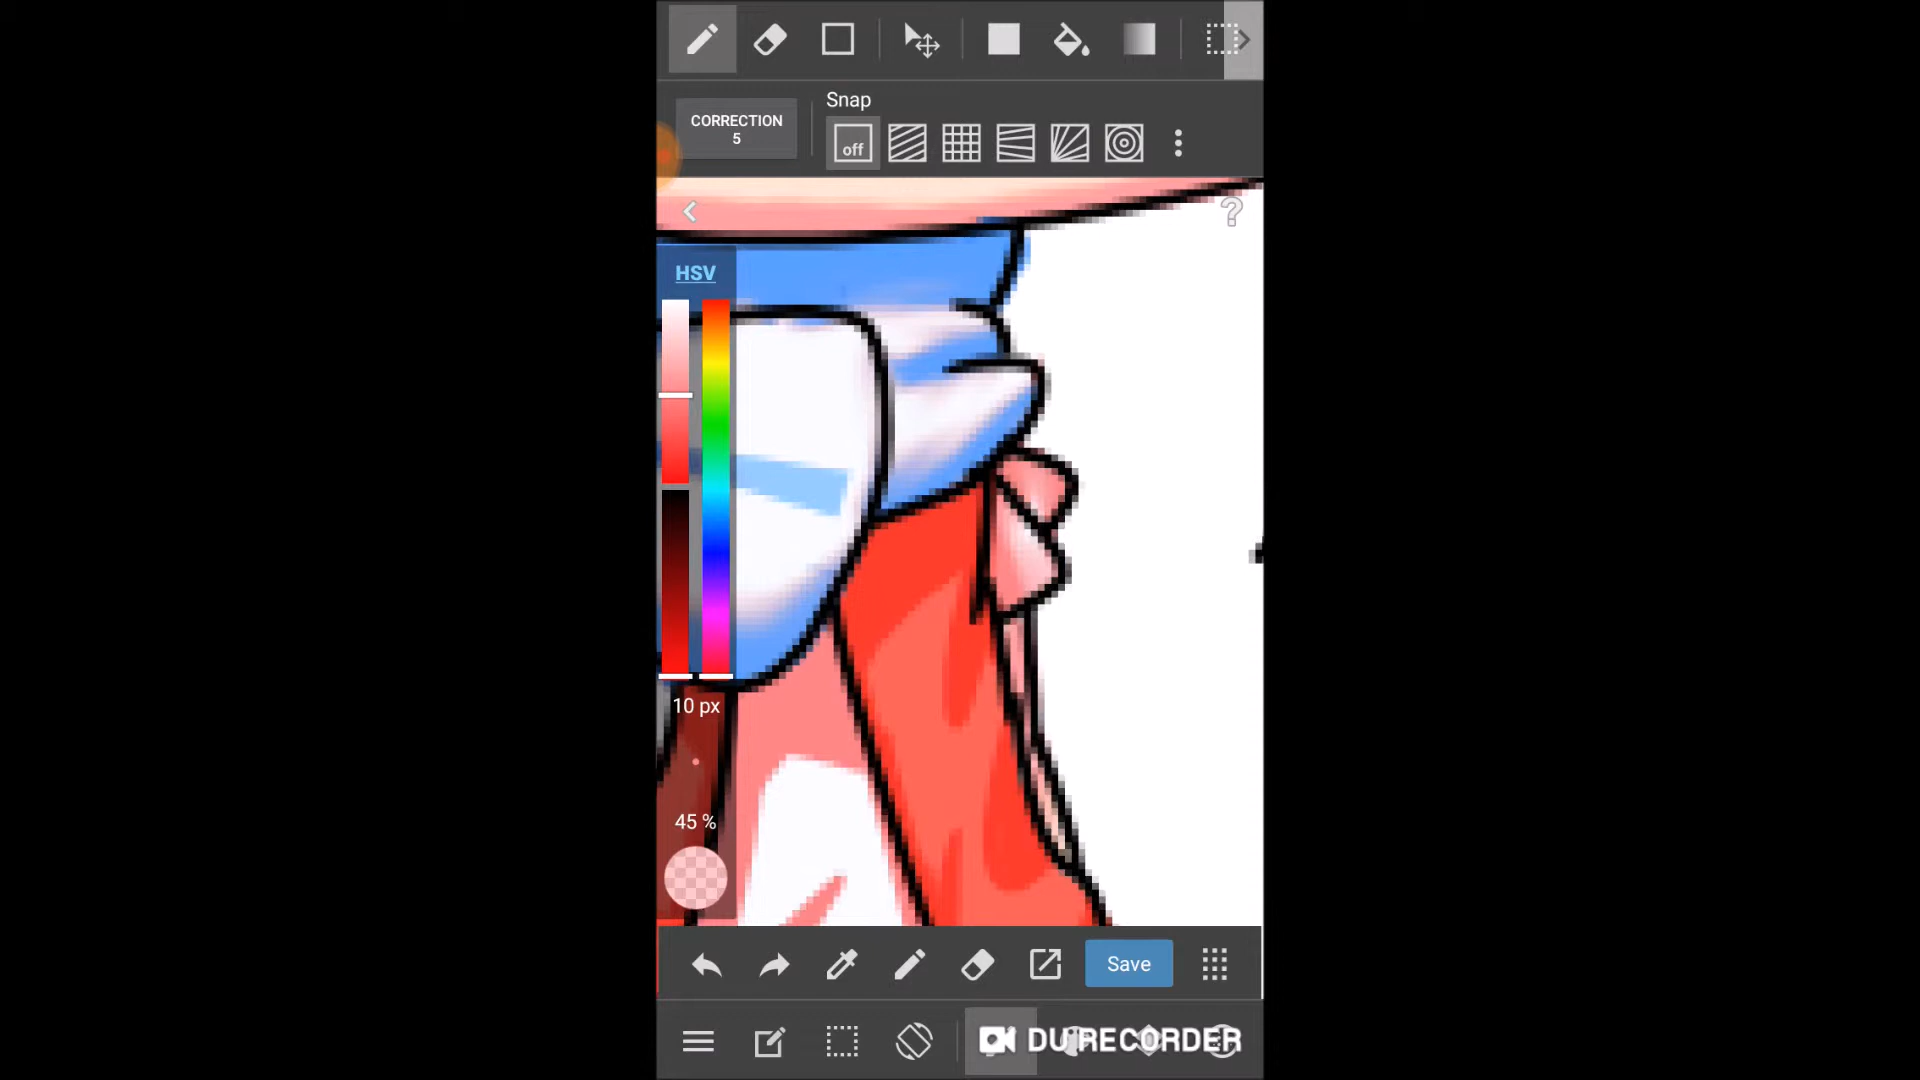 Snap
CORRECTION
5
off
HSV
10 px
45 %
Save
DU RECORDER